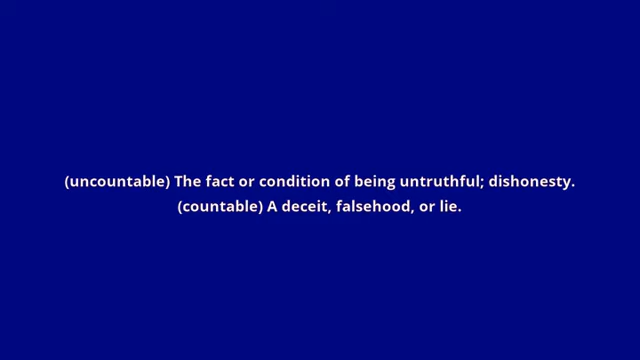 (uncountable) The fact or condition of being untruthful; dishonesty.
(countable) A deceit, falsehood, or lie.